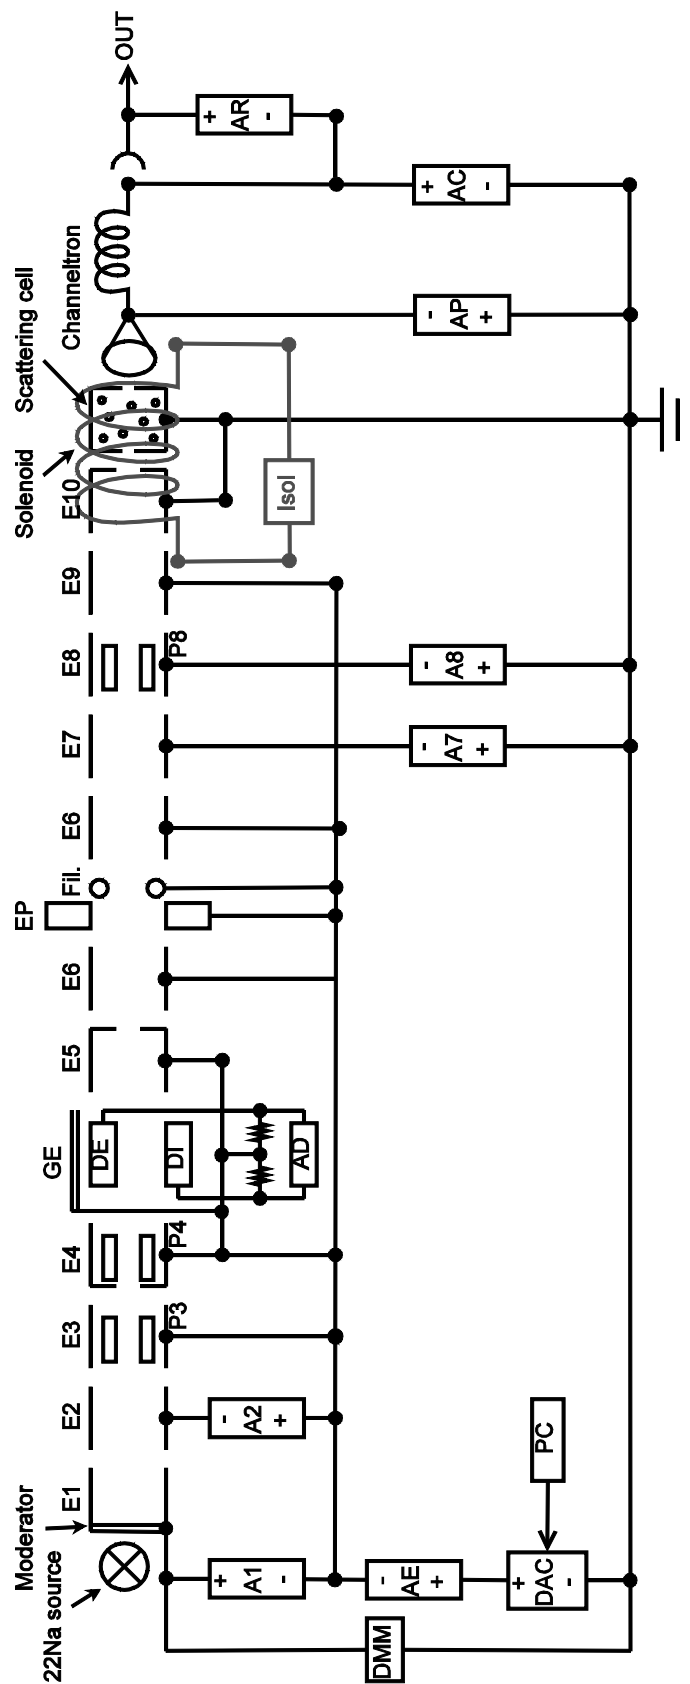 22Na source
Moderator
E1
E2
E3
P3
E4
P4
GE
DE
DI
AD
E5
E6
EP
Fil.
E6
E7
E8
P8
E9
E10
Solenoid
Scattering cell
Channeltron
OUT
Isol
+ A1 -
- A2 +
- AE +
+ DAC -
PC
DMM
- A7 +
- A8 +
- AP +
+ AC -
+ AR -